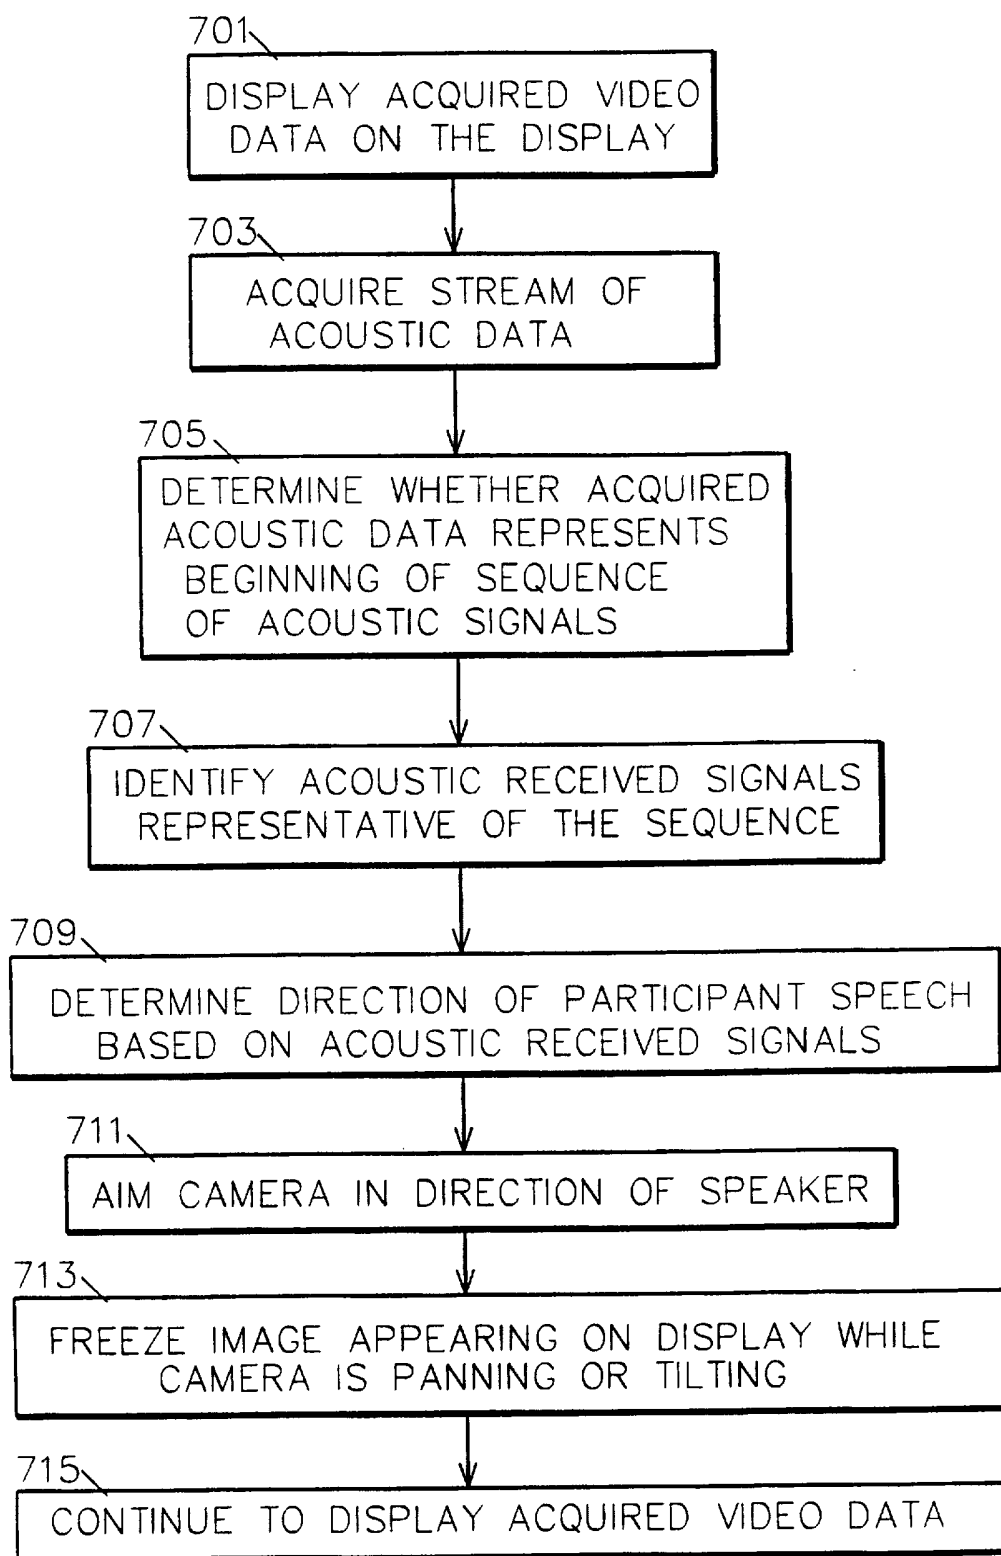 701
DISPLAY ACQUIRED VIDEO
DATA ON THE DISPLAY
703
ACQUIRE STREAM OF
ACOUSTIC DATA
705
DETERMINE WHETHER ACQUIRED
ACOUSTIC DATA REPRESENTS
BEGINNING OF SEQUENCE
OF ACOUSTIC SIGNALS
707
IDENTIFY ACOUSTIC RECEIVED SIGNALS
REPRESENTATIVE OF THE SEQUENCE
709
DETERMINE DIRECTION OF PARTICIPANT SPEECH
BASED ON ACOUSTIC RECEIVED SIGNALS
711
AIM CAMERA IN DIRECTION OF SPEAKER
713
FREEZE IMAGE APPEARING ON DISPLAY WHILE
CAMERA IS PANNING OR TILTING
715
CONTINUE TO DISPLAY ACQUIRED VIDEO DATA